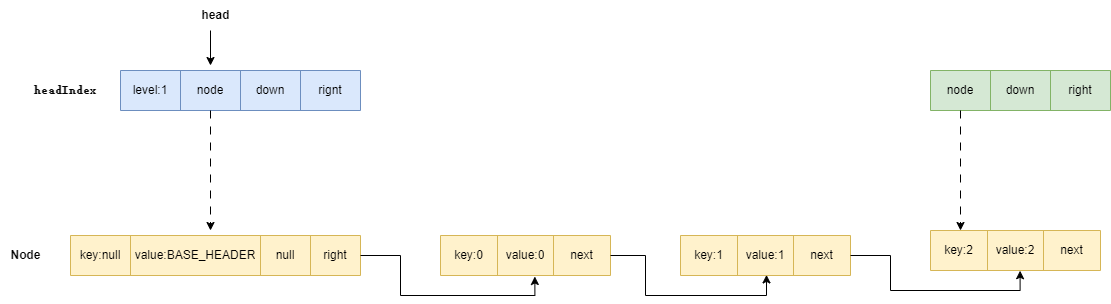 head
headIndex level:1 node down rignt node down right
Node key:null value:BASE_HEADER null right key:0 value:0 next key:1 value:1 next key:2 value:2 next